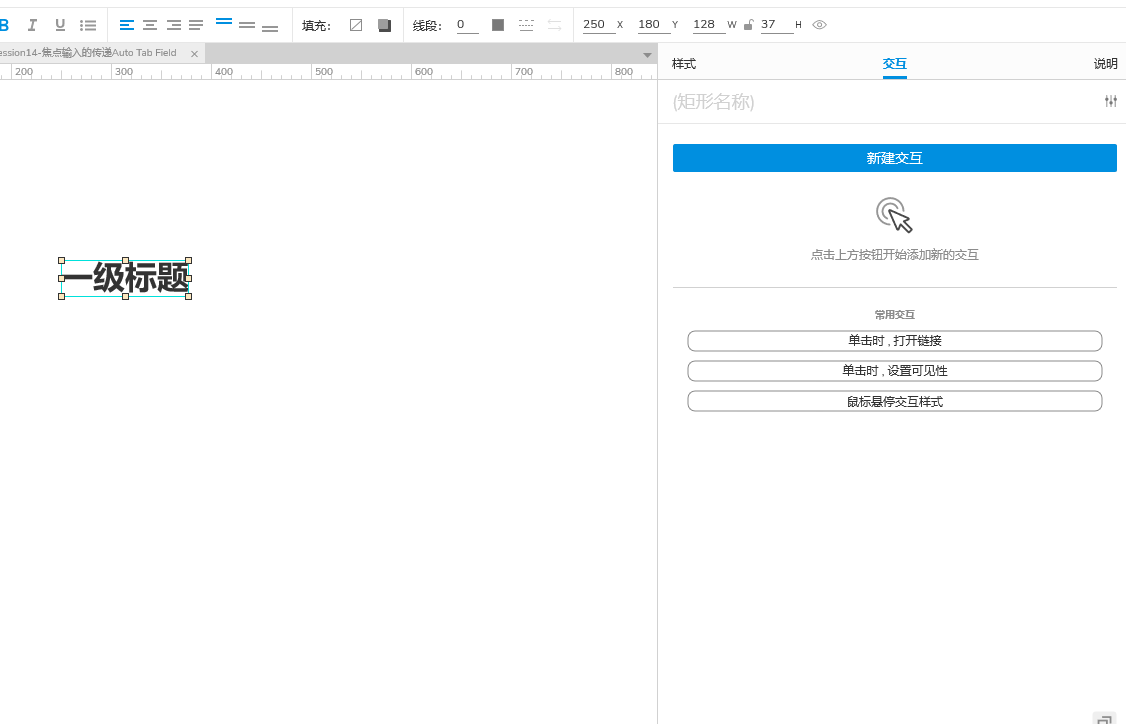 B I U 填充: 线段: 0 250 X 180 Y 128 W 37 H
ession14-焦点输入的传递Auto Tab Field
200 300 400 500 600 700 800
样式 交互 说明
(矩形名称)
新建交互
点击上方按钮开始添加新的交互
一级标题
常用交互
单击时 , 打开链接
单击时 , 设置可见性
鼠标悬停交互样式